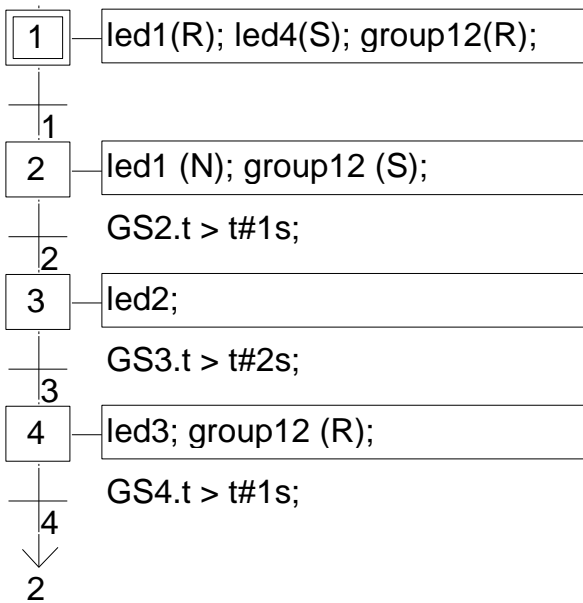 1 led1(R); led4(S); group12(R);
1
2 led1 (N); group12 (S);
GS2.t > t#1s;
2
3 led2;
GS3.t > t#2s;
3
4 led3; group12 (R);
GS4.t > t#1s;
4
2